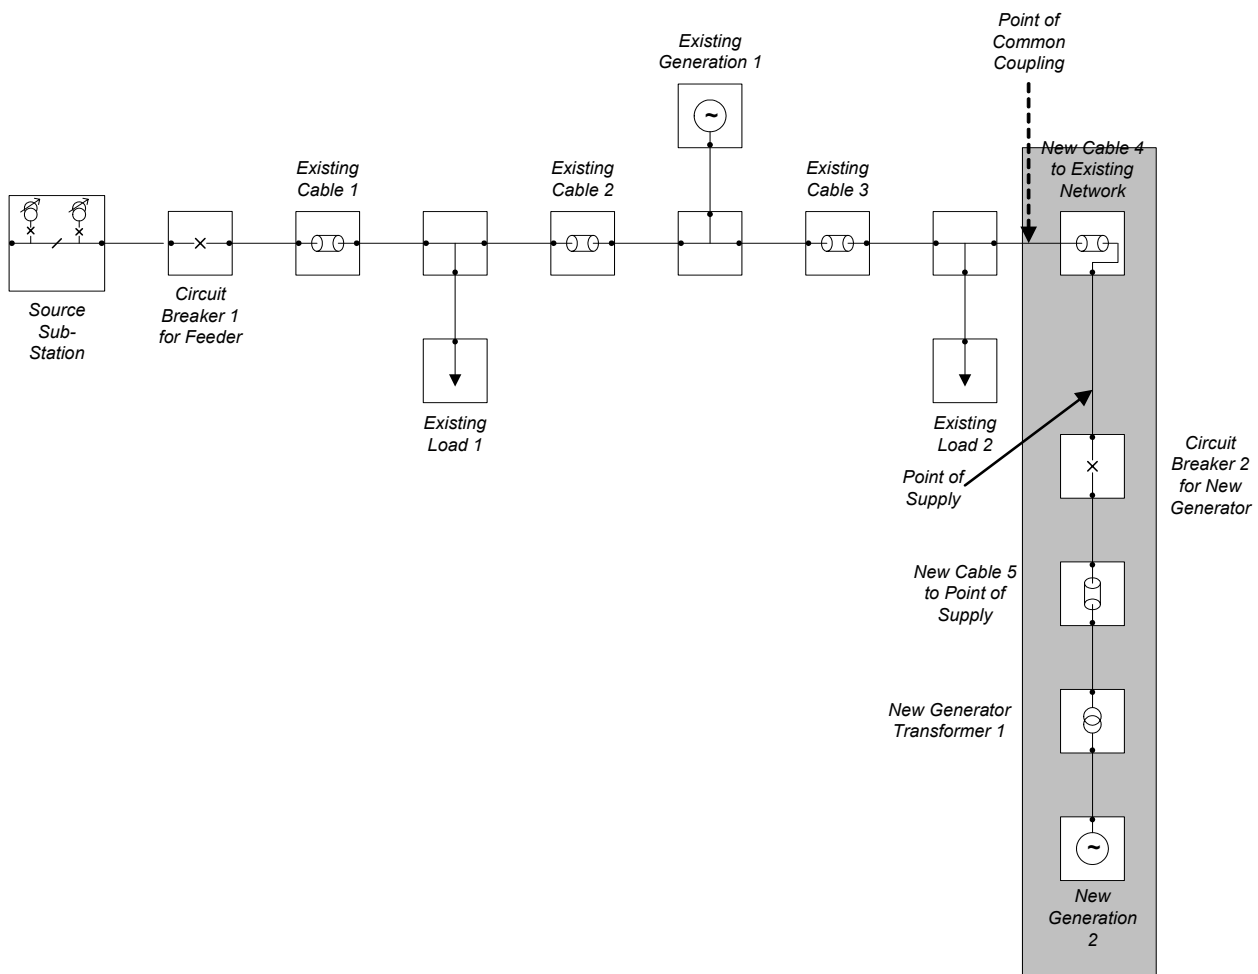 Point of
Common
Coupling
Existing
Generation 1
New Cable 4
to Existing
Network
Existing
Cable 1
Existing
Cable 2
Existing
Cable 3
~
Source
Sub-
Station
Circuit
Breaker 1
for Feeder
Existing
Load 1
Existing
Load 2
Point of
Supply
Circuit
Breaker 2
for New
Generator
New Cable 5
to Point of
Supply
New Generator
Transformer 1
~
New
Generation
2